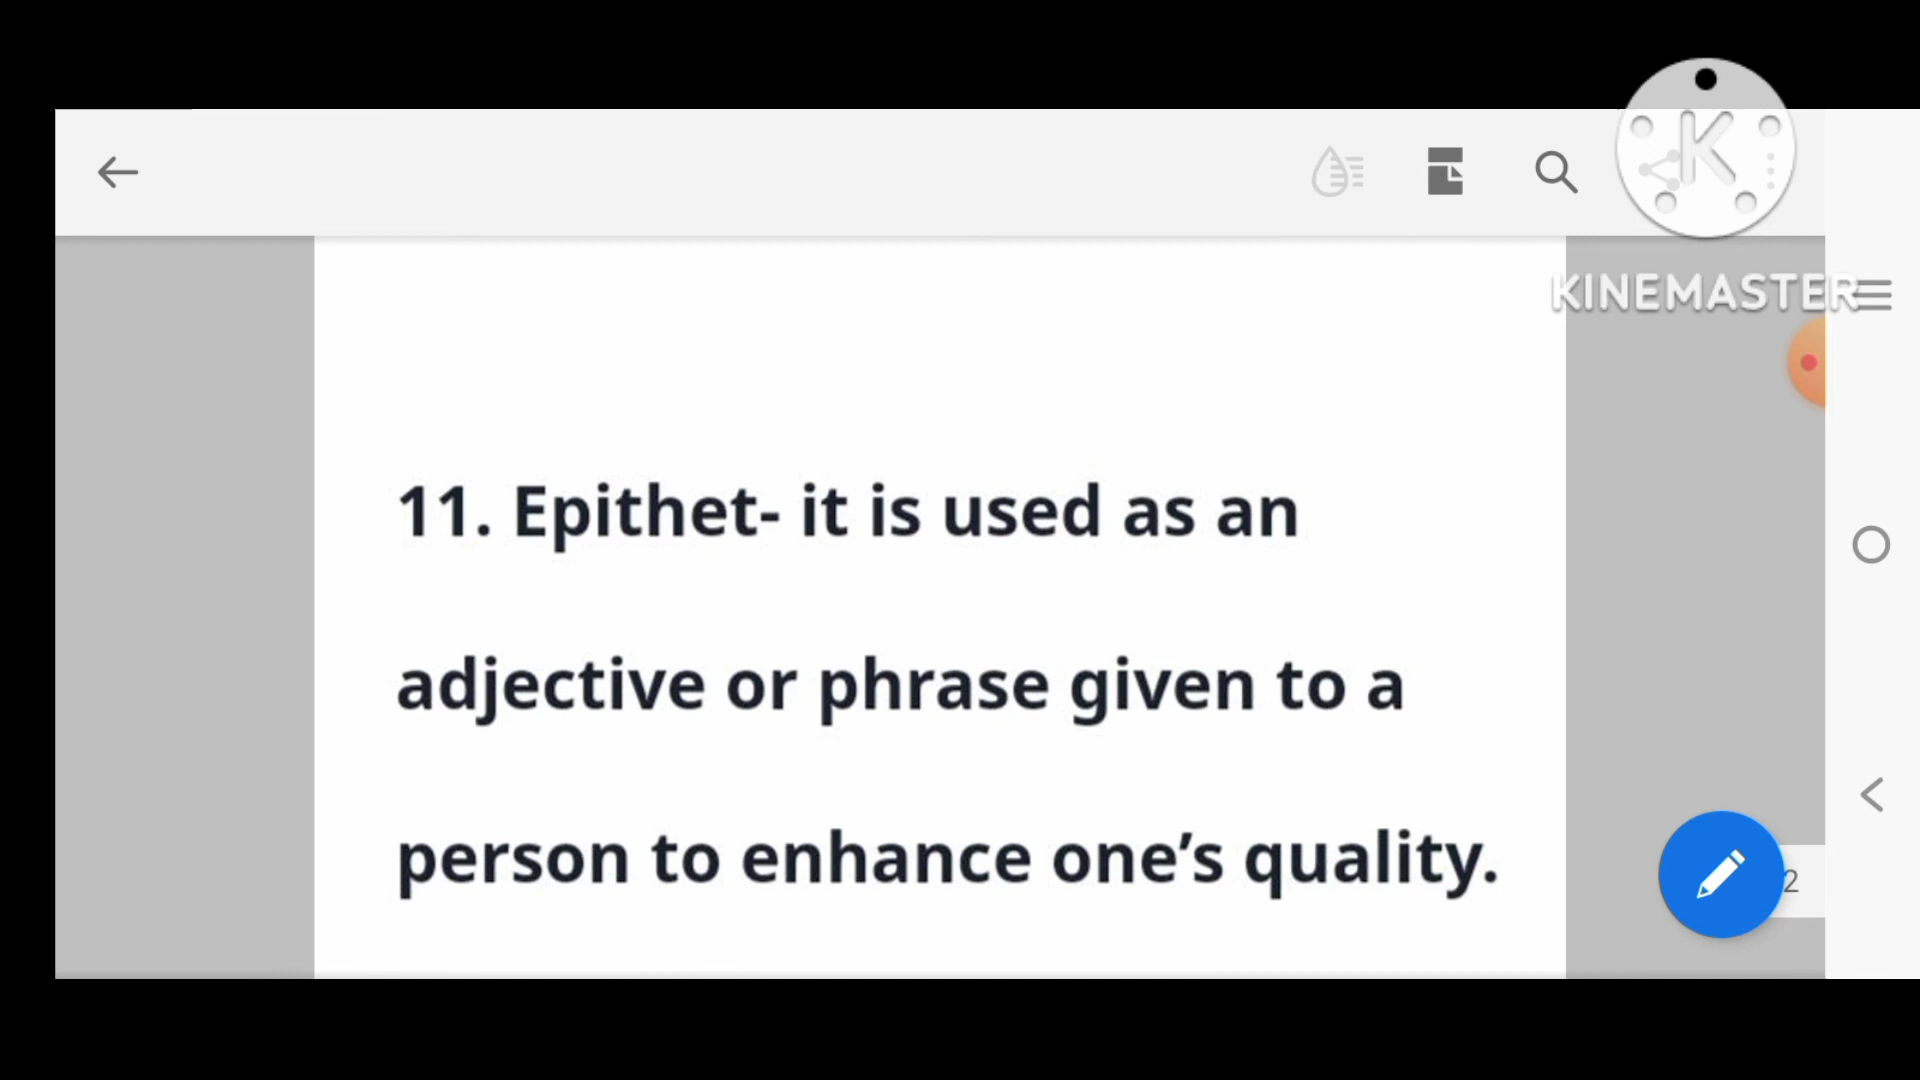 K
KINEMASTER
11. Epithet- it is used as an
adjective or phrase given to a
person to enhance one’s quality.
2